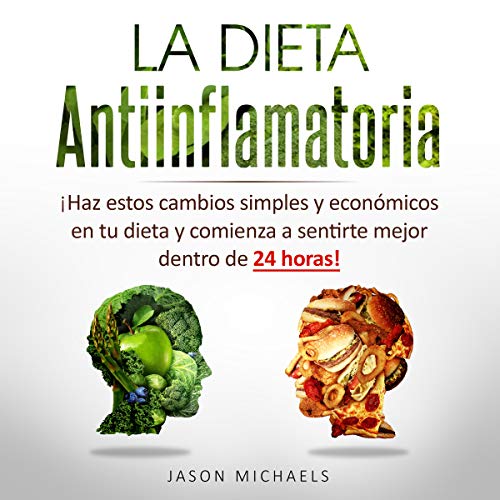 LA DIETA
Antiinflamatoria
¡Haz estos cambios simples y económicos
en tu dieta y comienza a sentirte mejor
dentro de 24 horas!
JASON MICHAELS